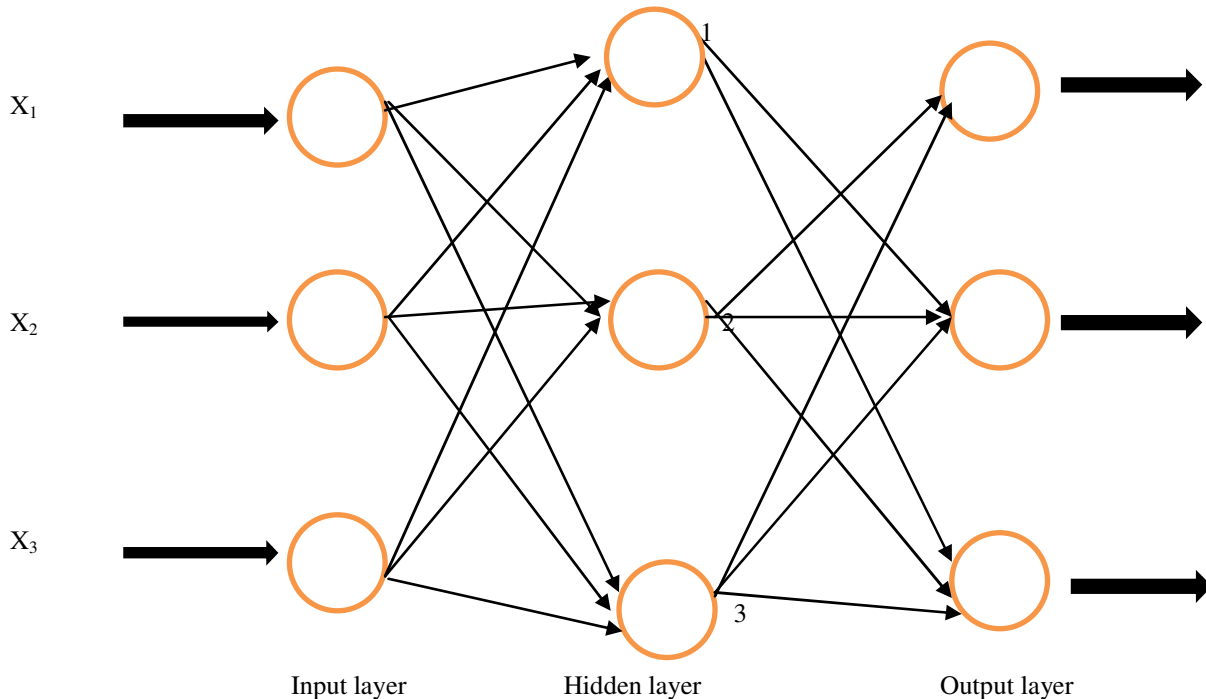 1
X₁
X₂
2
X₃
3
Input layer
Hidden layer
Output layer